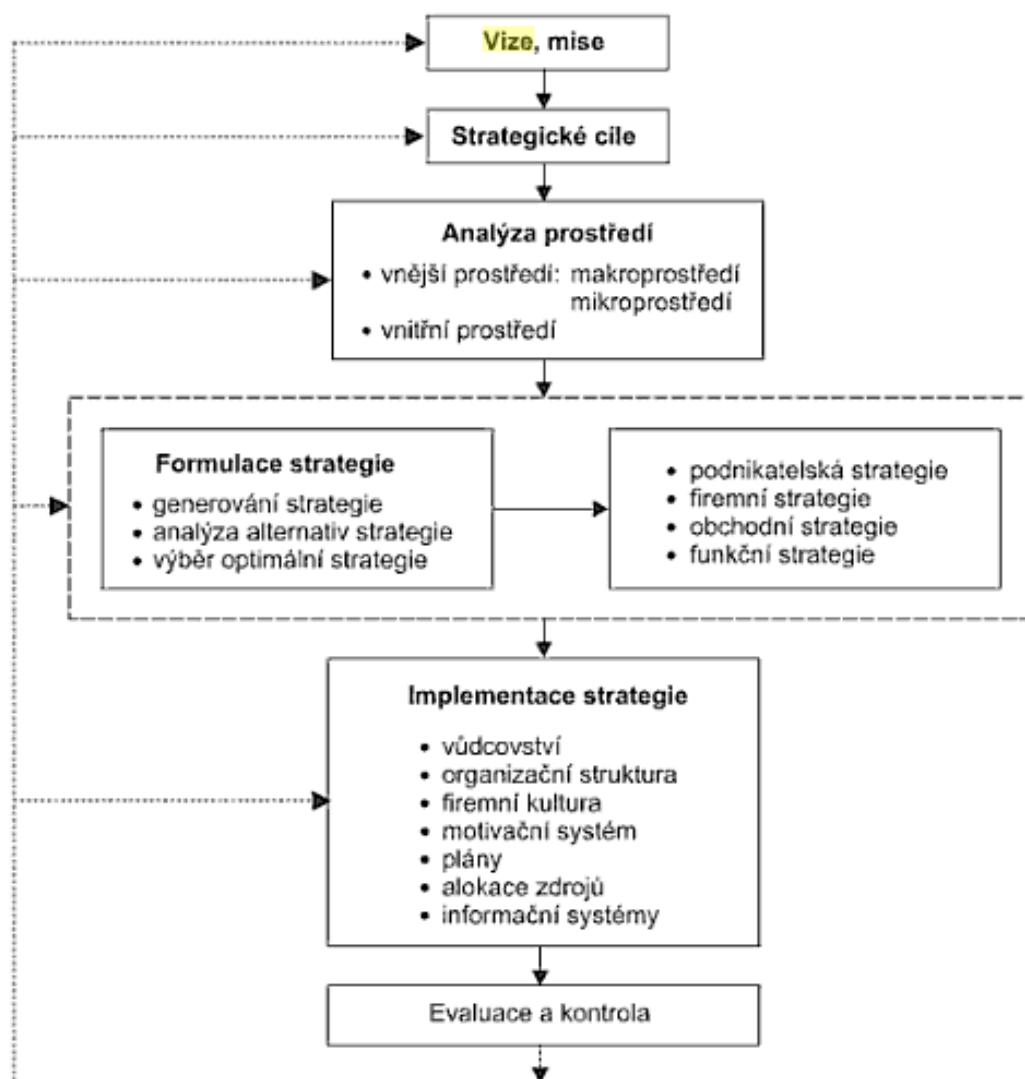 Vize, mise
Strategické cíle
Analýza prostředí
• vnější prostředí: makroprostředí
mikroprostředí
• vnitřní prostředí
Formulace strategie
• generování strategie
• analýza alternativ strategie
• výběr optimální strategie
• podnikatelská strategie
• firemní strategie
• obchodní strategie
• funkční strategie
Implementace strategie
• vůdcovství
• organizační struktura
• firemní kultura
• motivační systém
• plány
• alokace zdrojů
• informační systémy
Evaluace a kontrola